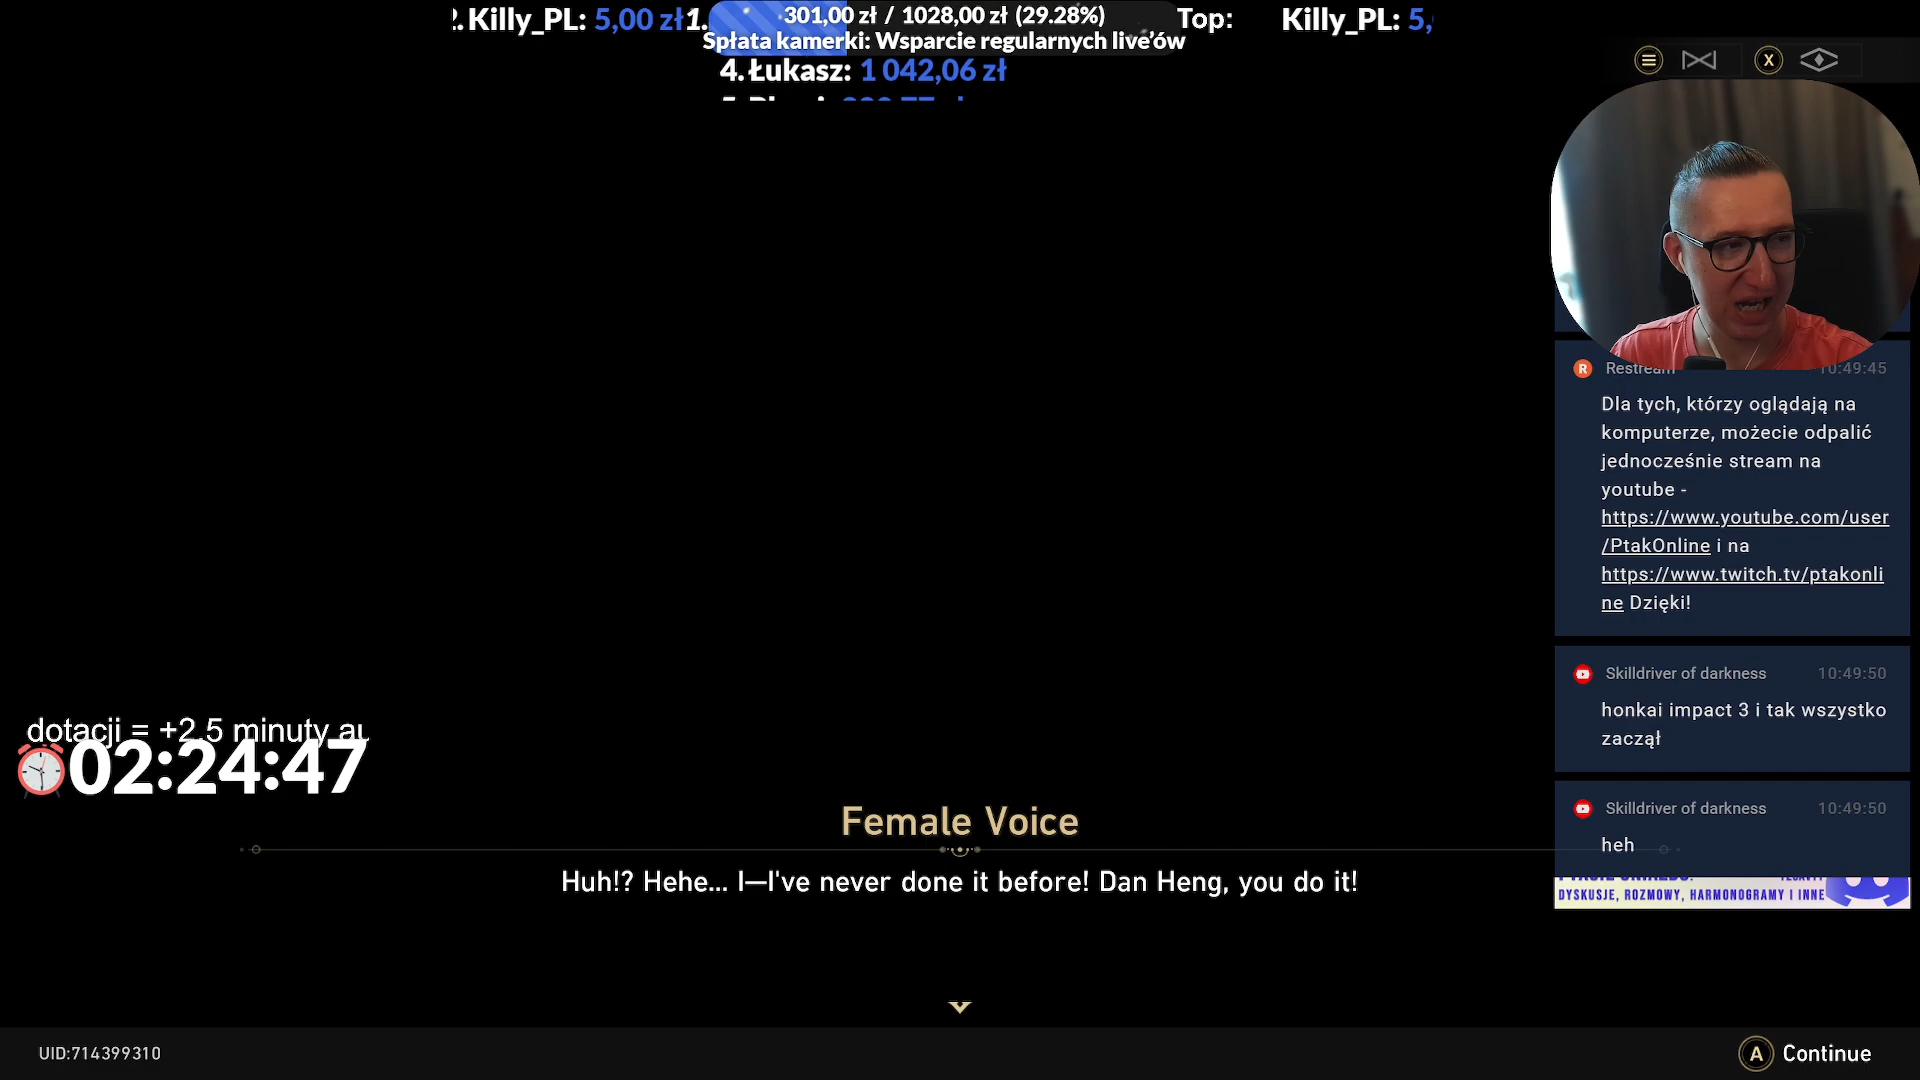 Killy_PL: 5,00 zł 1.
301,00 zł / 1028,00 zł (29.28%)
Spłata kamerki: Wsparcie regularnych live'ów
Top:
Killy_PL: 5,
4. Łukasz: 1 042,06 zł
X
Restream 10:49:45
Dla tych, którzy oglądają na
komputerze, możecie odpalić
jednocześnie stream na
youtube -
https://www.youtube.com/user
/PtakOnline i na
https://www.twitch.tv/ptakonli
ne Dzięki!
Skilldriver of darkness 10:49:50
honkai impact 3 i tak wszystko
zaczął
Skilldriver of darkness 10:49:50
heh
DYSKUSJE, ROZMOWY, HARMONOGRAMY I INNE
dotacji = +2,5 minuty
02:24:47
Female Voice
Huh!? Hehe... I—I've never done it before! Dan Heng, you do it!
UID:714399310
A Continue